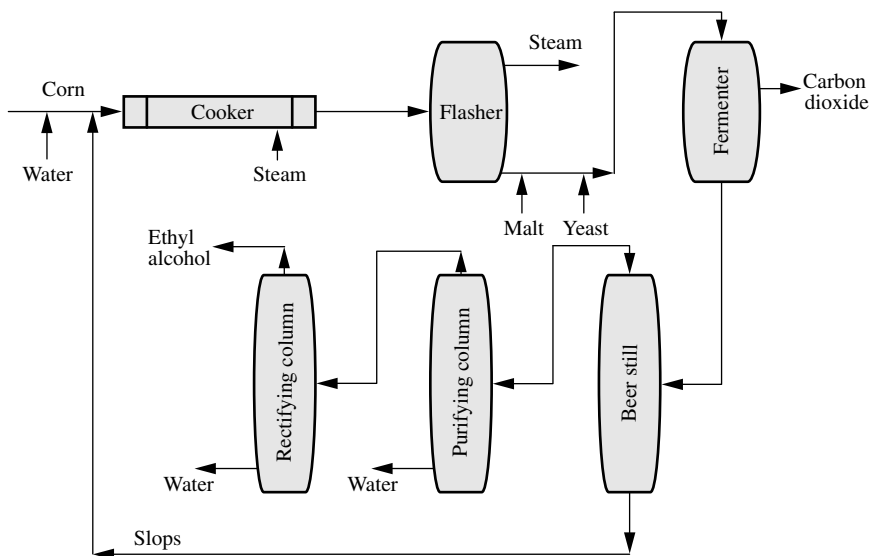 Steam
Corn
Cooker
Flasher
Fermenter
Carbon
dioxide
Water
Steam
Malt
Yeast
Ethyl
alcohol
Rectifying column
Purifying column
Beer still
Water
Water
Slops